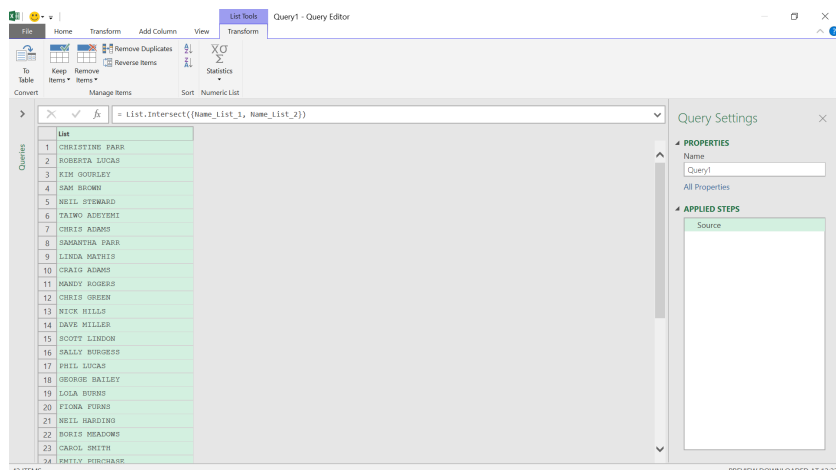 List Tools Query1 - Query Editor
File Home Transform Add Column View Transform
To Table
Keep Items
Remove Items
Remove Duplicates
Reverse Items
Statistics
Convert Manage Items Sort Numeric List
= List.Intersect({Name_List_1, Name_List_2})
Queries
List
1 CHRISTINE PARR
2 ROBERTA LUCAS
3 KIM GOURLEY
4 SAM BROWN
5 NEIL STEWARD
6 TAIWO ADEYEMI
7 CHRIS ADAMS
8 SAMANTHA PARR
9 LINDA MATHIS
10 CRAIG ADAMS
11 MANDY ROGERS
12 CHRIS GREEN
13 NICK HILLS
14 DAVE MILLER
15 SCOTT LINDON
16 SALLY BURGESS
17 PHIL LUCAS
18 GEORGE BAILEY
19 LOLA BURNS
20 FIONA FURNS
21 NEIL HARDING
22 BORIS MEADOWS
23 CAROL SMITH
24 EMILY PURCHASE
Query Settings
PROPERTIES
Name
Query1
All Properties
APPLIED STEPS
Source
ITEMS
PREVIEW DOWNLOADED AT